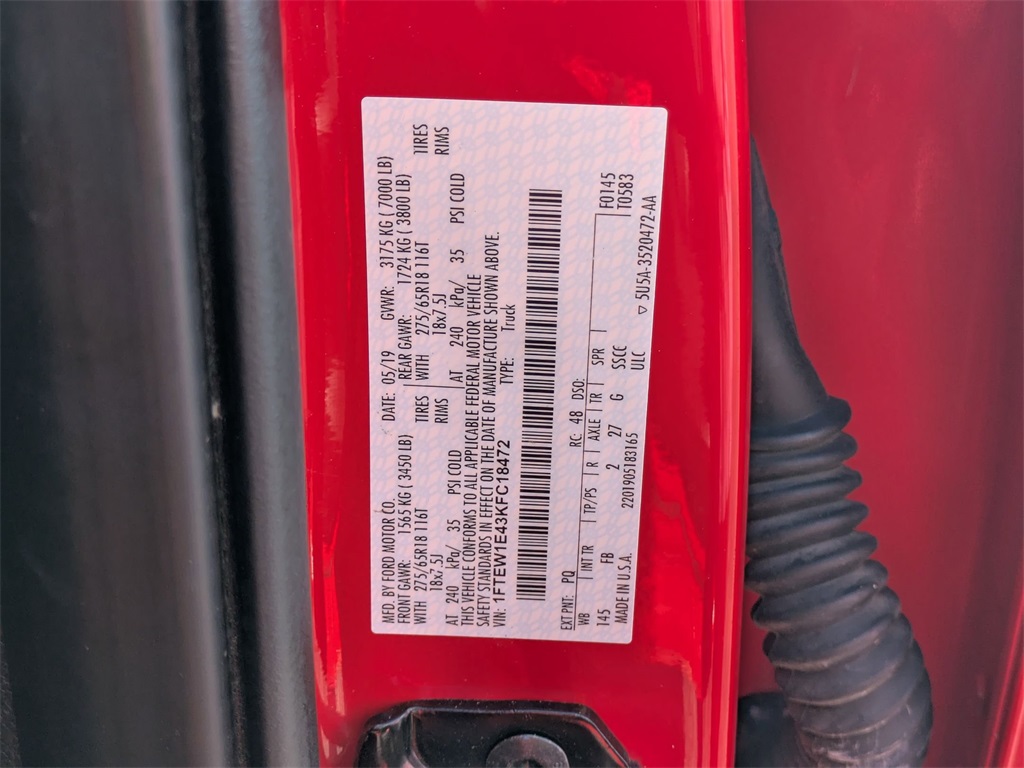 MFD. BY FORD MOTOR CO. DATE: 05/19 GVWR: 3175 KG ( 7000 LB)
FRONT GAWR: 1565 KG ( 3450 LB) REAR GAWR: 1724 KG ( 3800 LB)
WITH 275/65R18 116T TIRES WITH 275/65R18 116T TIRES
18x7.5J RIMS 18x7.5J RIMS
AT 240 kPa/ 35 PSI COLD AT 240 kPa/ 35 PSI COLD
THIS VEHICLE CONFORMS TO ALL APPLICABLE FEDERAL MOTOR VEHICLE
SAFETY STANDARDS IN EFFECT ON THE DATE OF MANUFACTURE SHOWN ABOVE.
VIN: 1FTEW1E43KFC18472 TYPE: Truck
EXT PNT: PQ RC: 48 DSO: F0145
WB INTR TP/PS R AXLE TR SPR T0583
145 FB 2 27 G SSCC
MADE IN U.S.A. 2201905183165 ULC ▽ 5U5A-3520472-AA